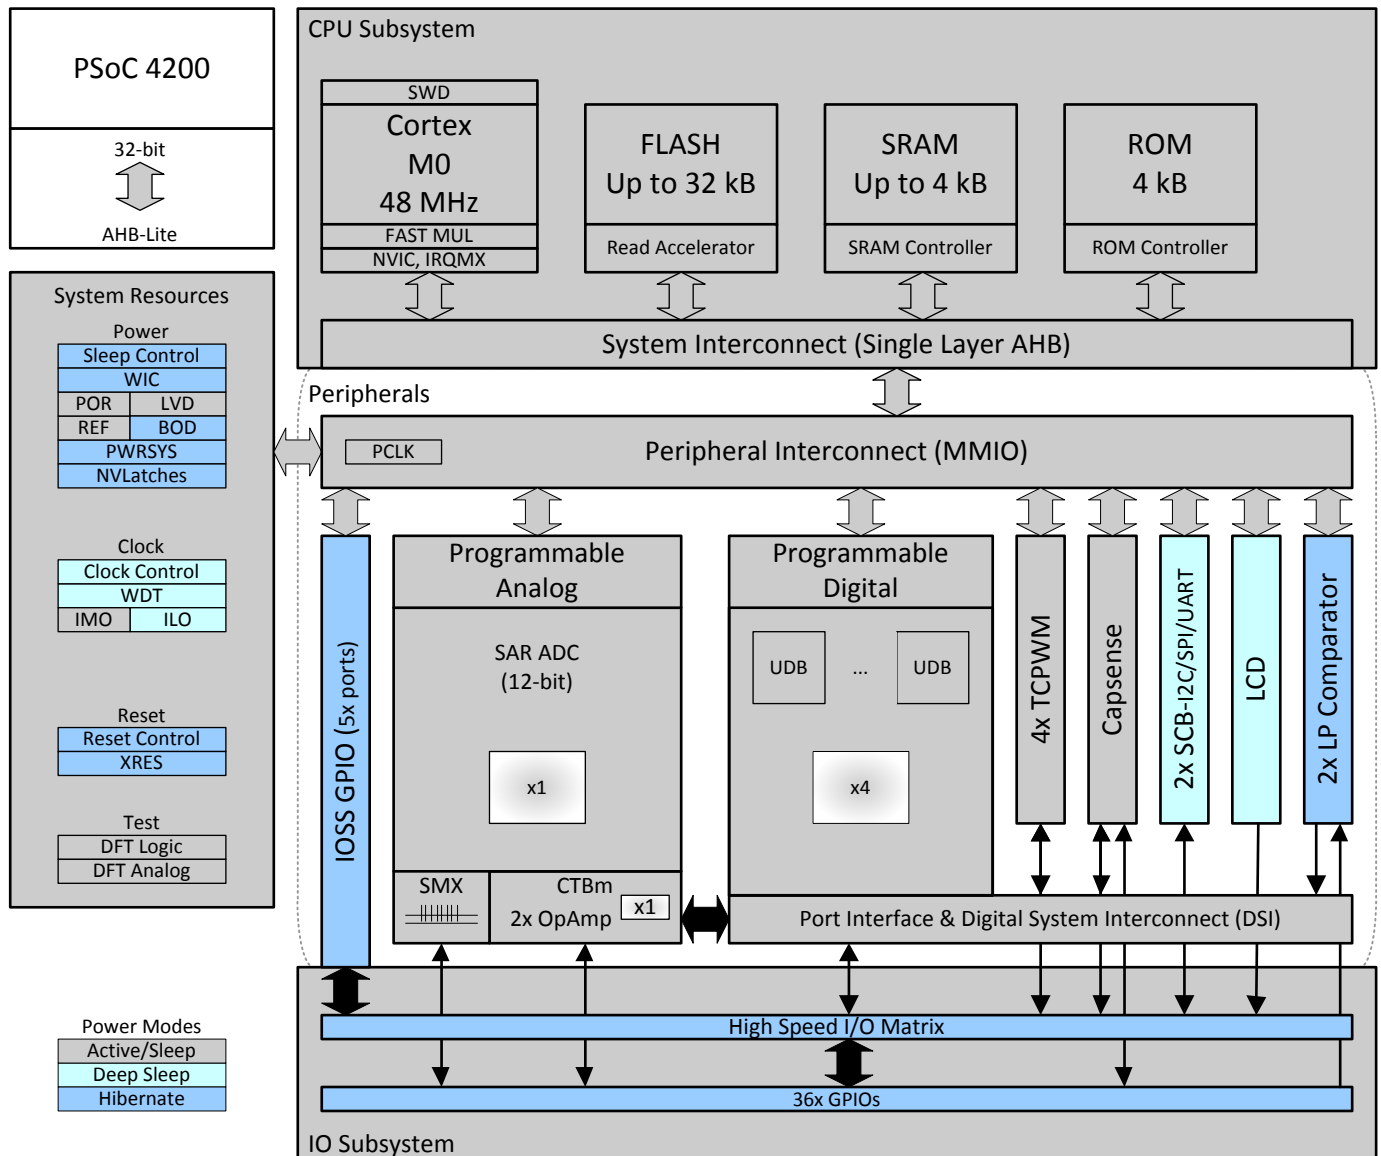 PSoC 4200
32-bit
AHB-Lite
CPU Subsystem
SWD
Cortex
M0
48 MHz
FAST MUL
NVIC, IRQMX
FLASH
Up to 32 kB
Read Accelerator
SRAM
Up to 4 kB
SRAM Controller
ROM
4 kB
ROM Controller
System Interconnect (Single Layer AHB)
System Resources
Power
Sleep Control
WIC
POR
LVD
REF
BOD
PWRSYS
NVLatches
Clock
Clock Control
WDT
IMO
ILO
Reset
Reset Control
XRES
Test
DFT Logic
DFT Analog
Peripherals
PCLK
Peripheral Interconnect (MMIO)
IOSS GPIO (5x ports)
Programmable
Analog
SAR ADC
(12-bit)
x1
SMX
CTBm
2x OpAmp
x1
Programmable
Digital
UDB
...
UDB
x4
4x TCPWM
Capsense
2x SCB-I2C/SPI/UART
LCD
2x LP Comparator
Port Interface & Digital System Interconnect (DSI)
High Speed I/O Matrix
36x GPIOs
IO Subsystem
Power Modes
Active/Sleep
Deep Sleep
Hibernate